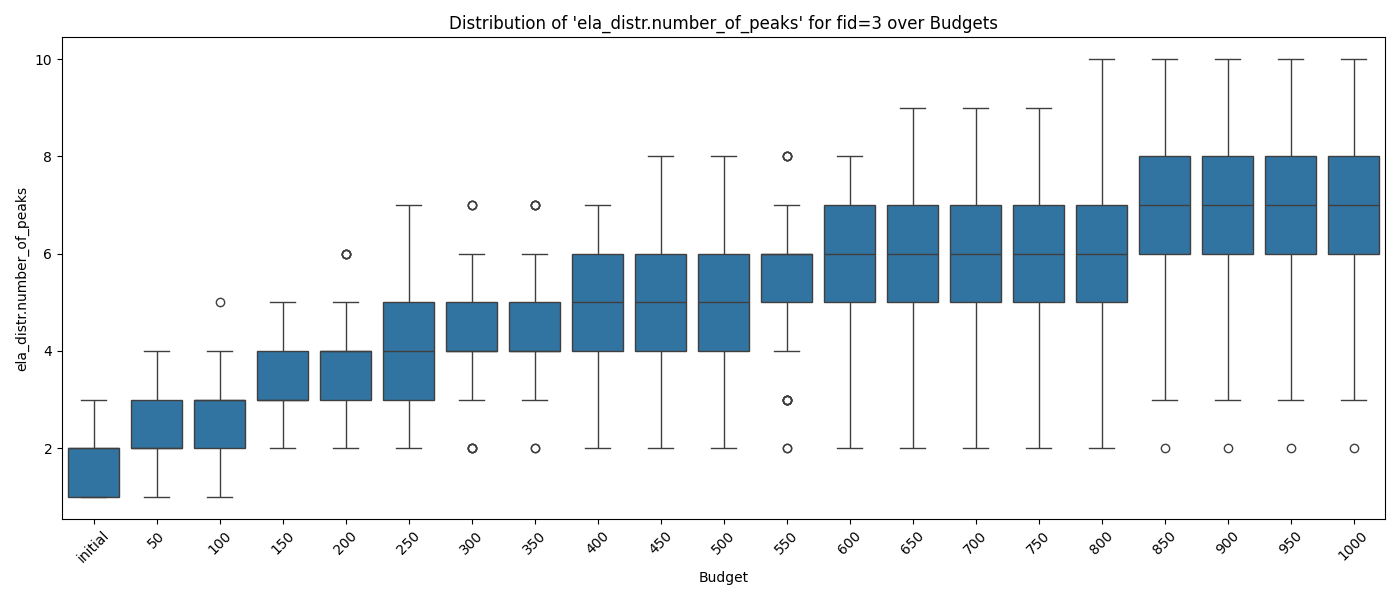 Distribution of 'ela_distr.number_of_peaks' for fid=3 over Budgets
ela_distr.number_of_peaks
10
8
6
4
2
initial 50 100 150 200 250 300 350 400 450 500 550 600 650 700 750 800 850 900 950 1000
Budget